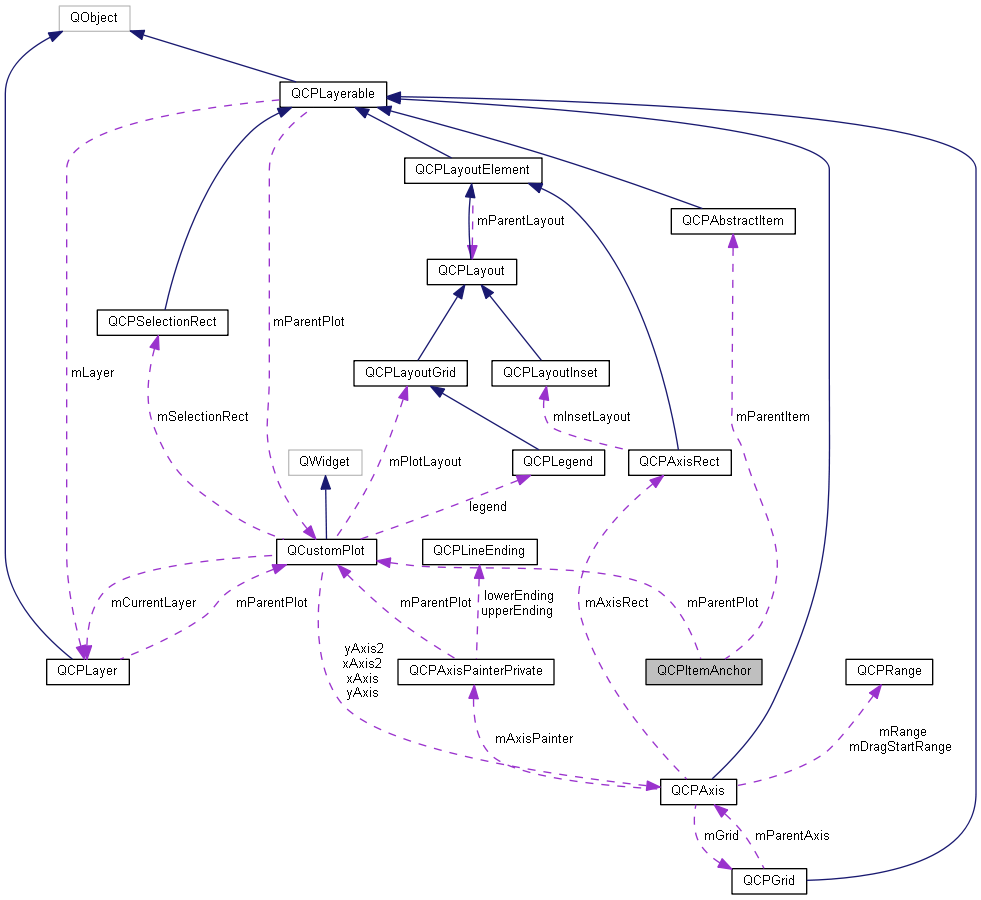 QObject
QCPLayerable
QCPLayoutElement
mParentLayout
QCPAbstractItem
QCPLayout
QCPSelectionRect
mParentPlot
mLayer
QCPLayoutGrid
QCPLayoutInset
mSelectionRect
mInsetLayout
mParentItem
QWidget
mPlotLayout
QCPLegend
QCPAxisRect
legend
QCustomPlot
QCPLineEnding
mCurrentLayer
mParentPlot
mParentPlot
lowerEnding
upperEnding
mAxisRect
mParentPlot
QCPLayer
yAxis2
xAxis2
xAxis
yAxis
QCPAxisPainterPrivate
QCPItemAnchor
QCPRange
mAxisPainter
mRange
mDragStartRange
QCPAxis
mGrid
mParentAxis
QCPGrid